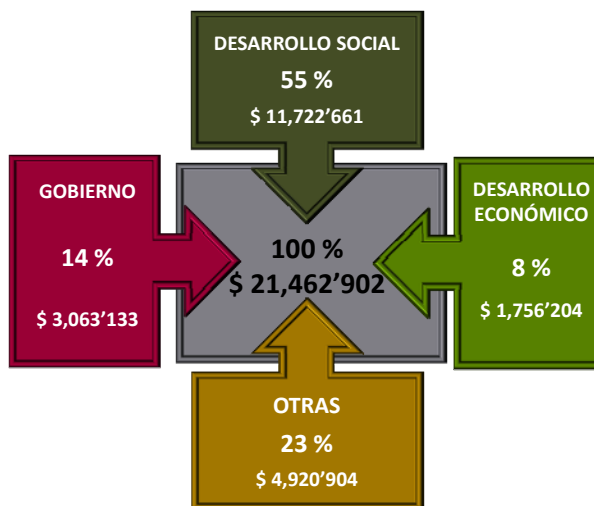 DESARROLLO SOCIAL
55 %
$ 11,722’661
GOBIERNO
14 %
$ 3,063’133
100 %
$ 21,462’902
DESARROLLO
ECONÓMICO
8 %
$ 1,756’204
OTRAS
23 %
$ 4,920’904